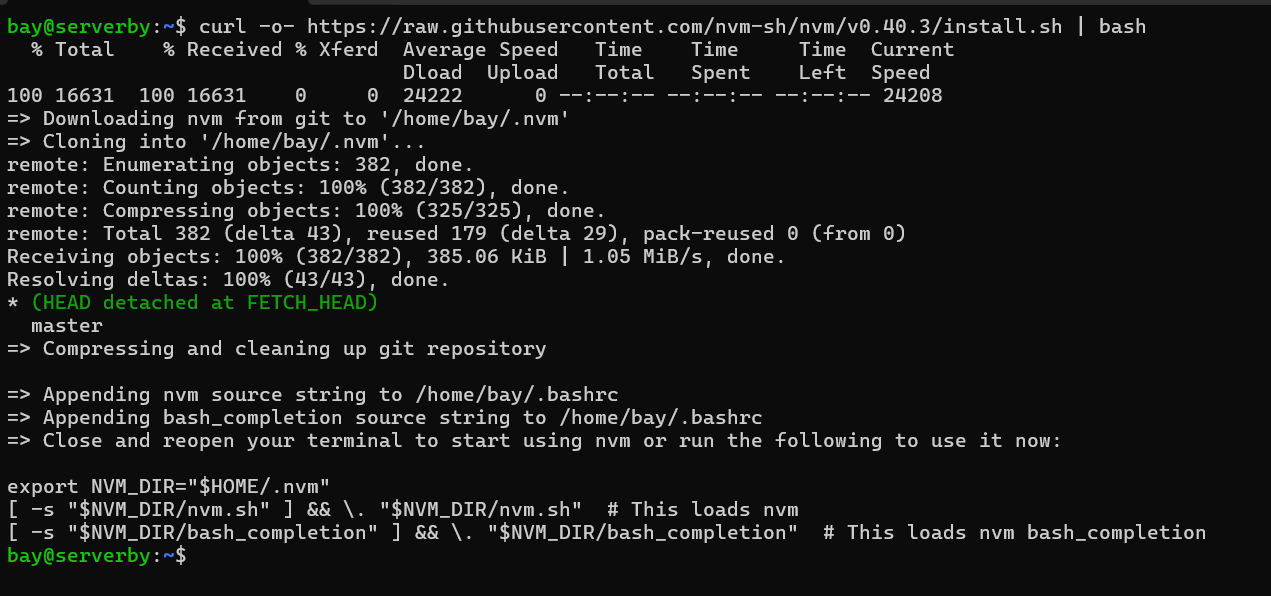 bay@serverby:~$ curl -o- https://raw.githubusercontent.com/nvm-sh/nvm/v0.40.3/install.sh | bash
  % Total    % Received % Xferd  Average Speed   Time    Time     Time  Current
                                 Dload  Upload   Total   Spent    Left  Speed
100 16631  100 16631    0     0  24222      0 --:--:-- --:--:-- --:--:-- 24208
=> Downloading nvm from git to '/home/bay/.nvm'
=> Cloning into '/home/bay/.nvm'...
remote: Enumerating objects: 382, done.
remote: Counting objects: 100% (382/382), done.
remote: Compressing objects: 100% (325/325), done.
remote: Total 382 (delta 43), reused 179 (delta 29), pack-reused 0 (from 0)
Receiving objects: 100% (382/382), 385.06 KiB | 1.05 MiB/s, done.
Resolving deltas: 100% (43/43), done.
* (HEAD detached at FETCH_HEAD)
  master
=> Compressing and cleaning up git repository

=> Appending nvm source string to /home/bay/.bashrc
=> Appending bash_completion source string to /home/bay/.bashrc
=> Close and reopen your terminal to start using nvm or run the following to use it now:

export NVM_DIR="$HOME/.nvm"
[ -s "$NVM_DIR/nvm.sh" ] && \. "$NVM_DIR/nvm.sh"  # This loads nvm
[ -s "$NVM_DIR/bash_completion" ] && \. "$NVM_DIR/bash_completion"  # This loads nvm bash_completion
bay@serverby:~$